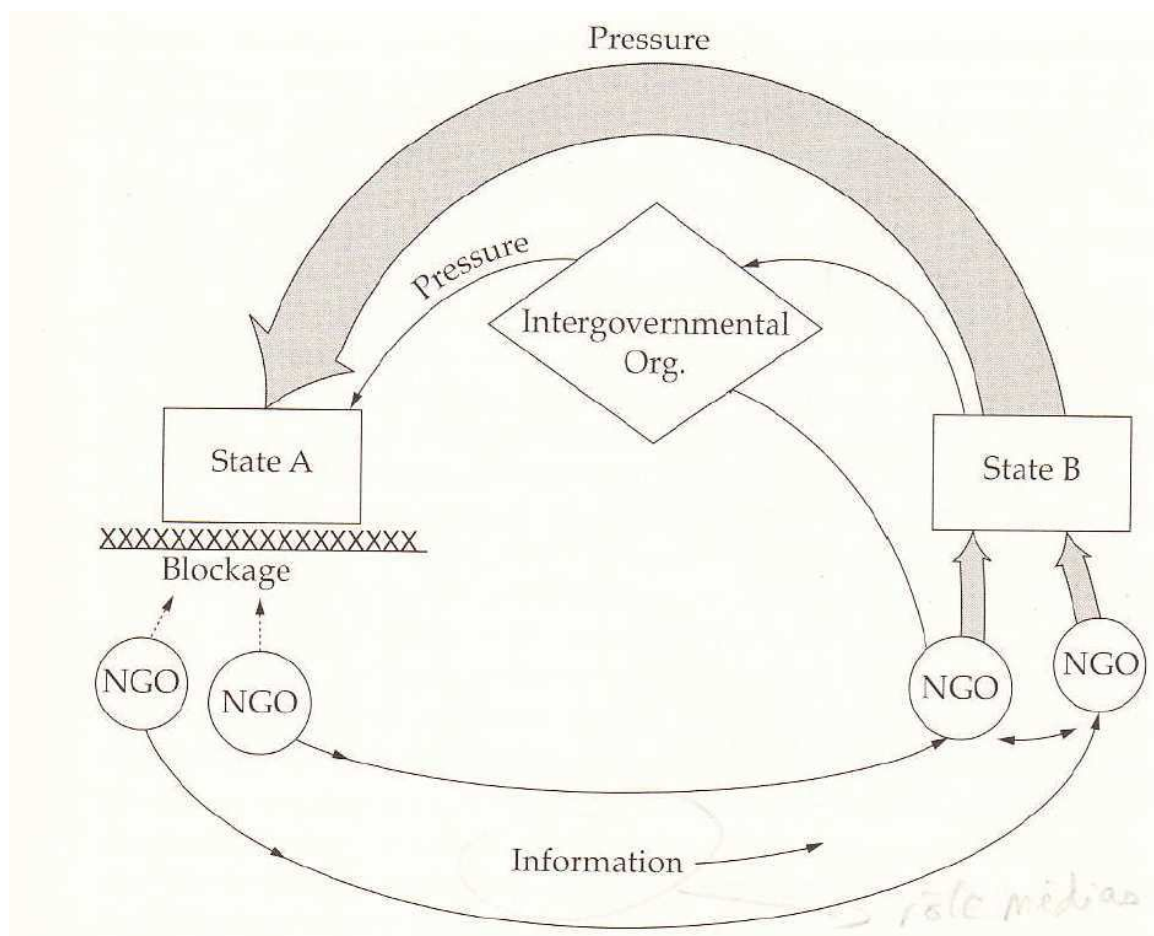 Pressure
Pressure
Intergovernmental
Org.
State A
State B
XXXXXXXXXXXXXXXXXX
Blockage
NGO
NGO
NGO
NGO
Information
rôle médias